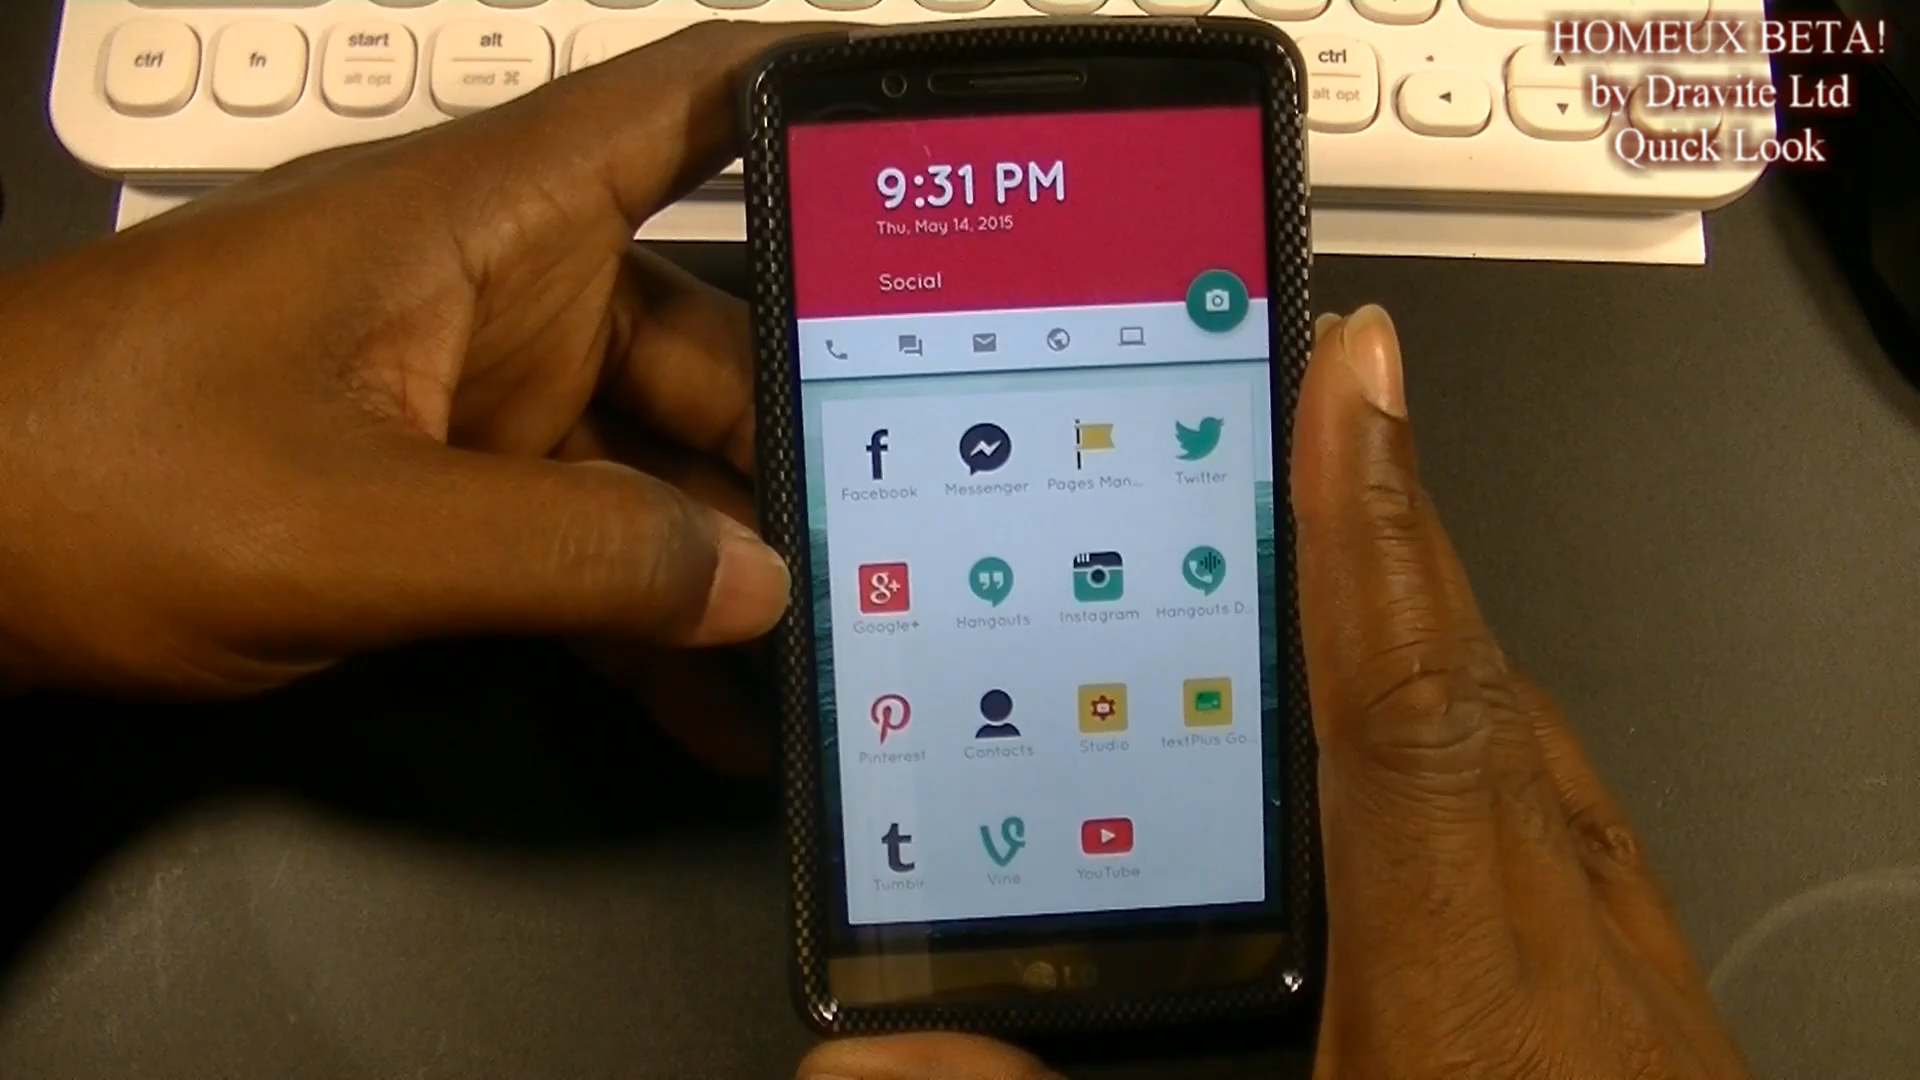 HOMEUX BETA!
by Dravite Ltd
Quick Look
ctrl
fn
start
alt opt
alt
cmd ⌘
ctrl
alt opt
9:31 PM
Thu, May 14, 2015
Social
Facebook
Messenger
Pages Man...
Twitter
Google+
Hangouts
Instagram
Hangouts D...
Pinterest
Contacts
Studio
textPlus Go...
Tumblr
Vine
YouTube
LG